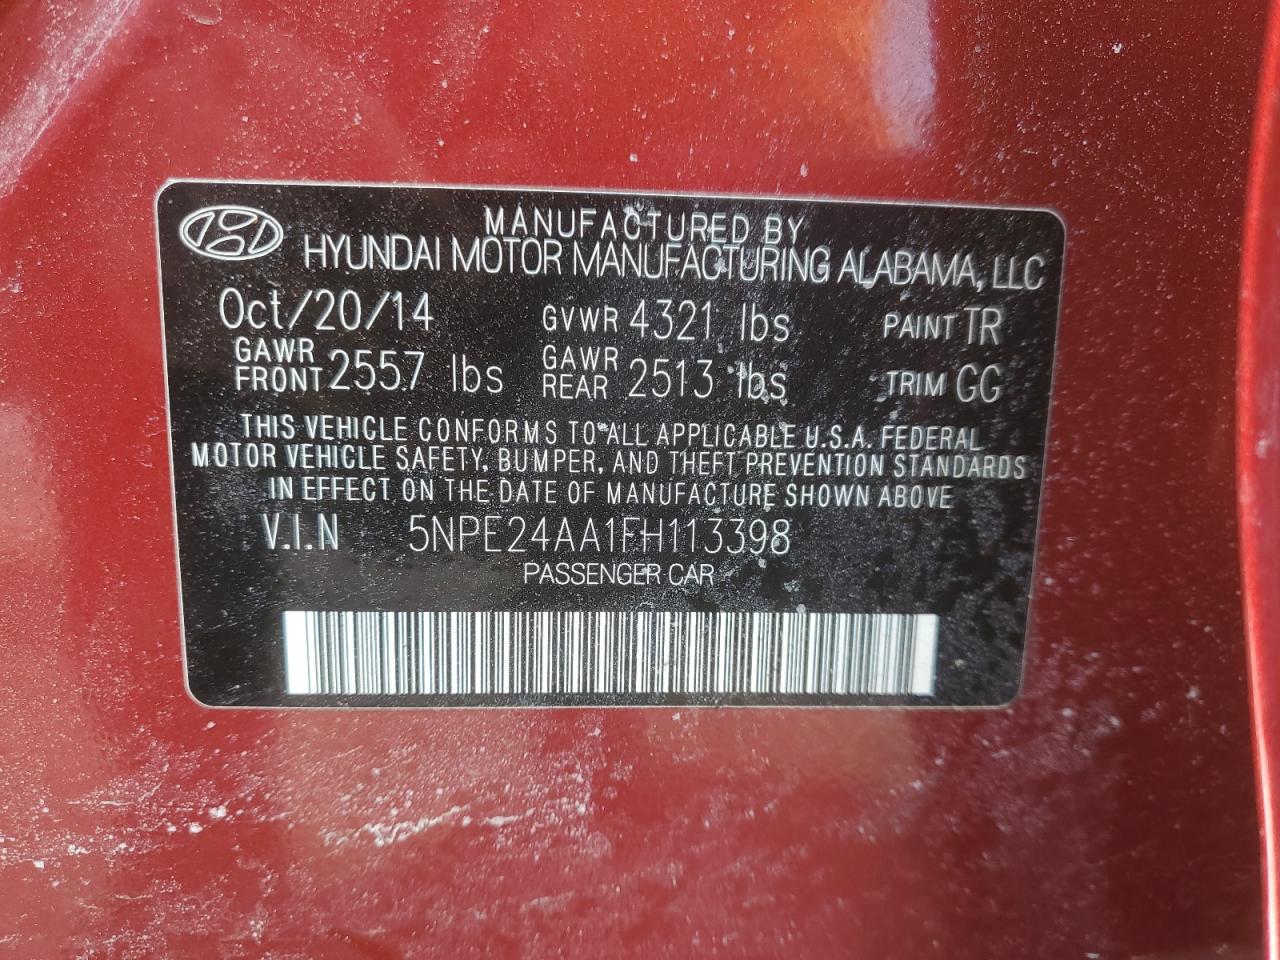 MANUFACTURED BY
HYUNDAI MOTOR MANUFACTURING ALABAMA, LLC
Oct/20/14 GVWR 4321 lbs PAINT TR
GAWR FRONT 2557 lbs GAWR REAR 2513 lbs TRIM GG
THIS VEHICLE CONFORMS TO ALL APPLICABLE U.S.A. FEDERAL
MOTOR VEHICLE SAFETY, BUMPER, AND THEFT PREVENTION STANDARDS
IN EFFECT ON THE DATE OF MANUFACTURE SHOWN ABOVE
V.I.N 5NPE24AA1FH113398
PASSENGER CAR